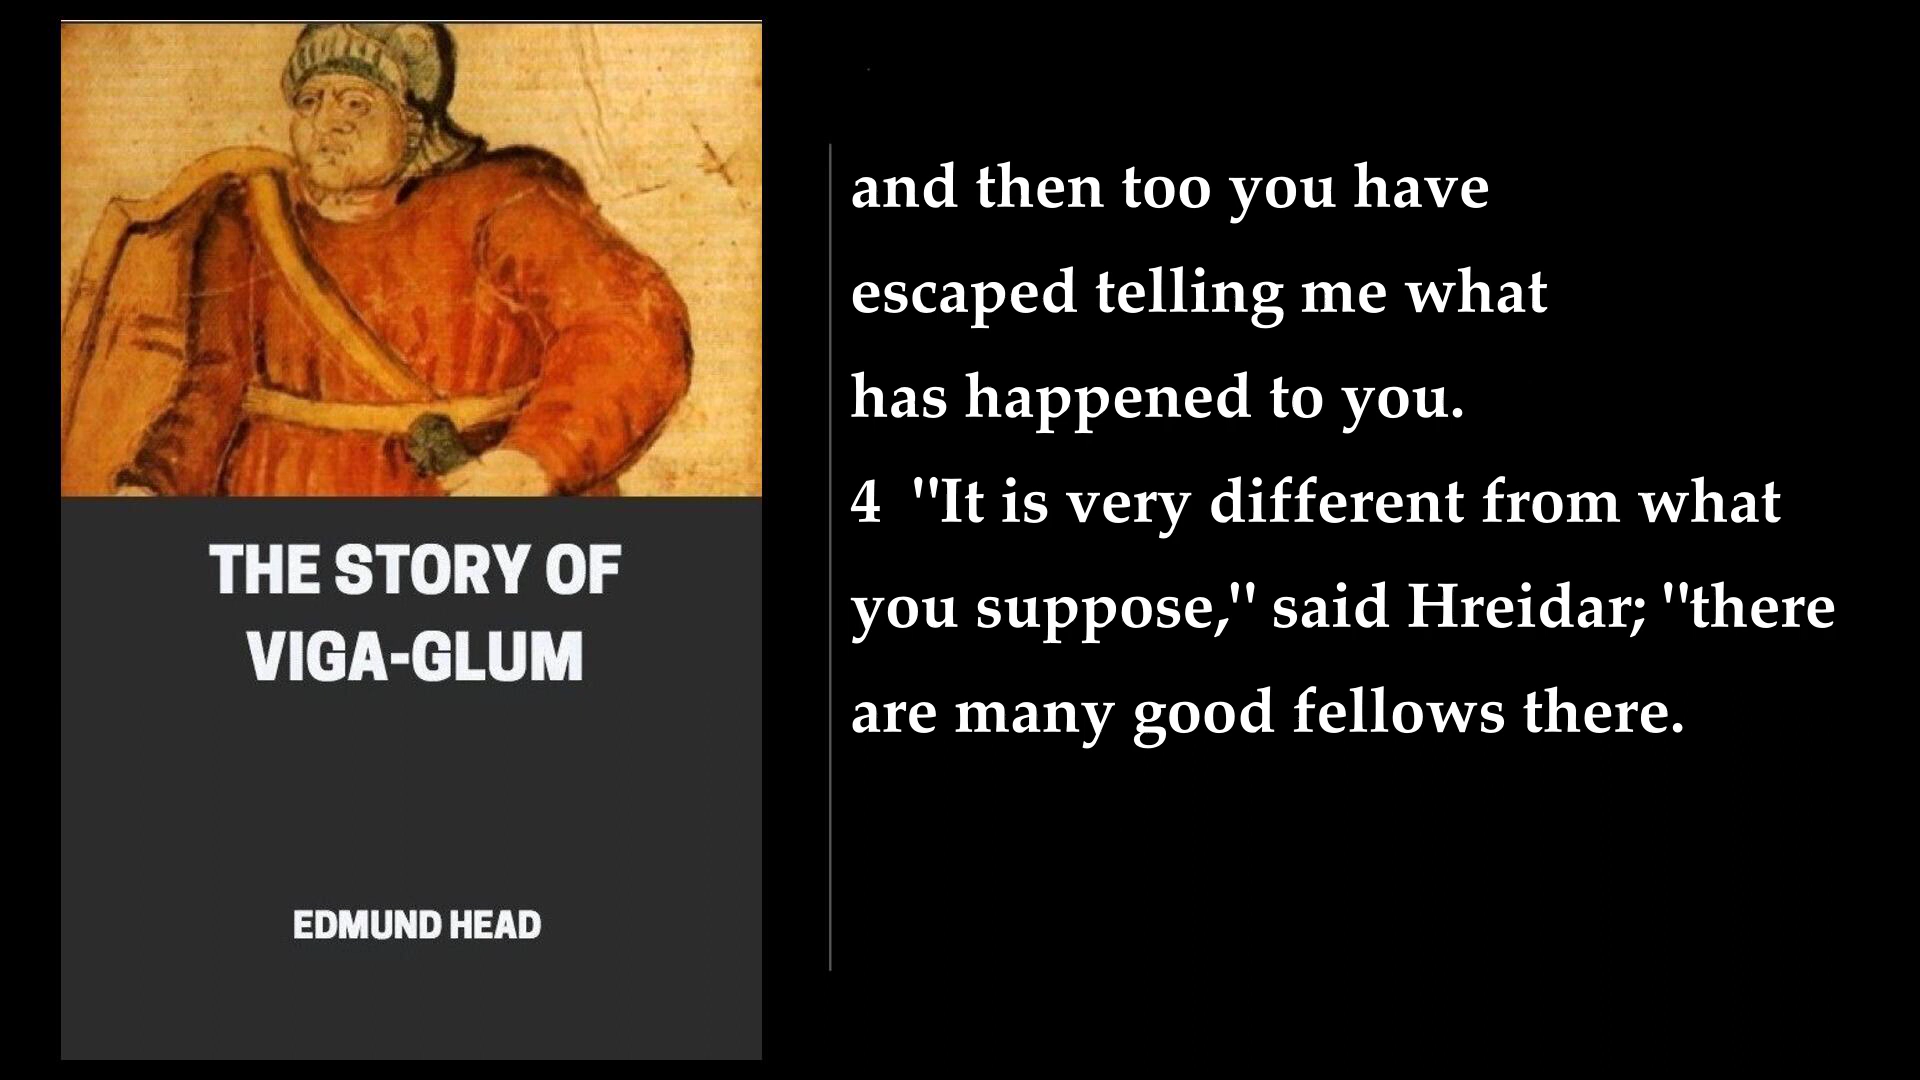 THE STORY OF
VIGA-GLUM
EDMUND HEAD
and then too you have
escaped telling me what
has happened to you.
4 "It is very different from what
you suppose," said Hreidar; "there
are many good fellows there.